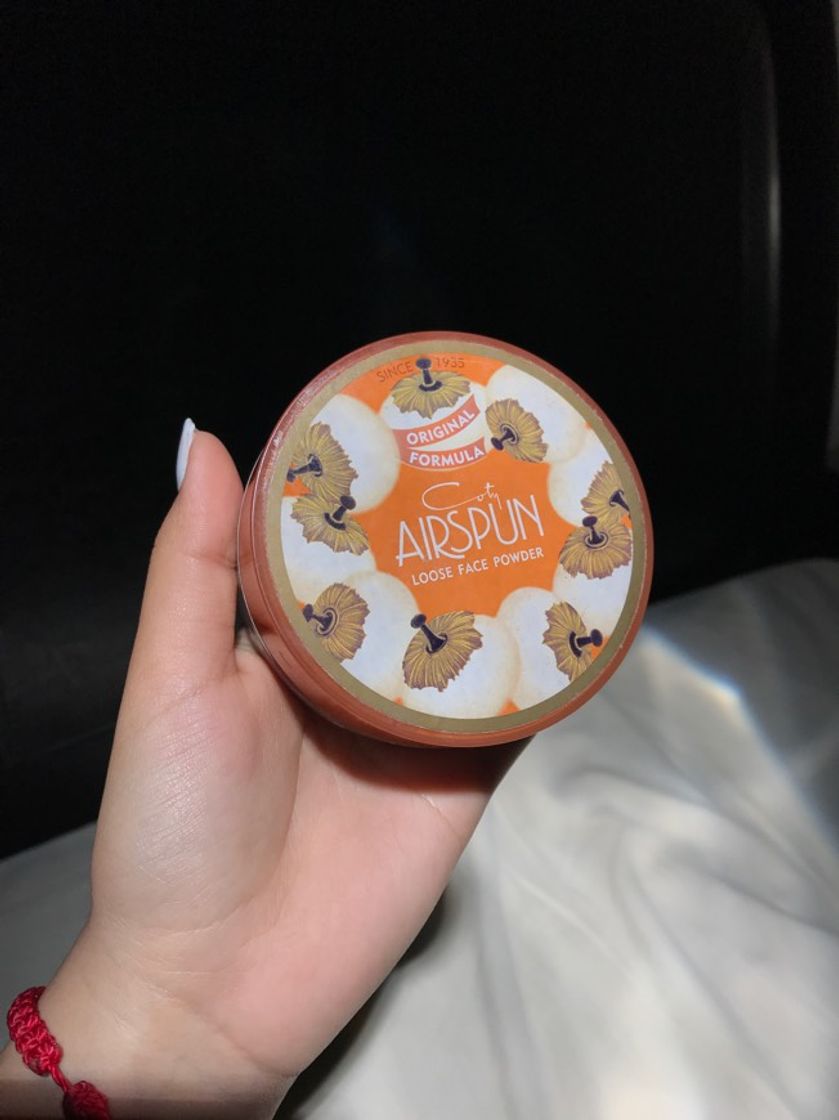 SINCE 1935
ORIGINAL
FORMULA
Coty
AIRSPUN
LOOSE FACE POWDER